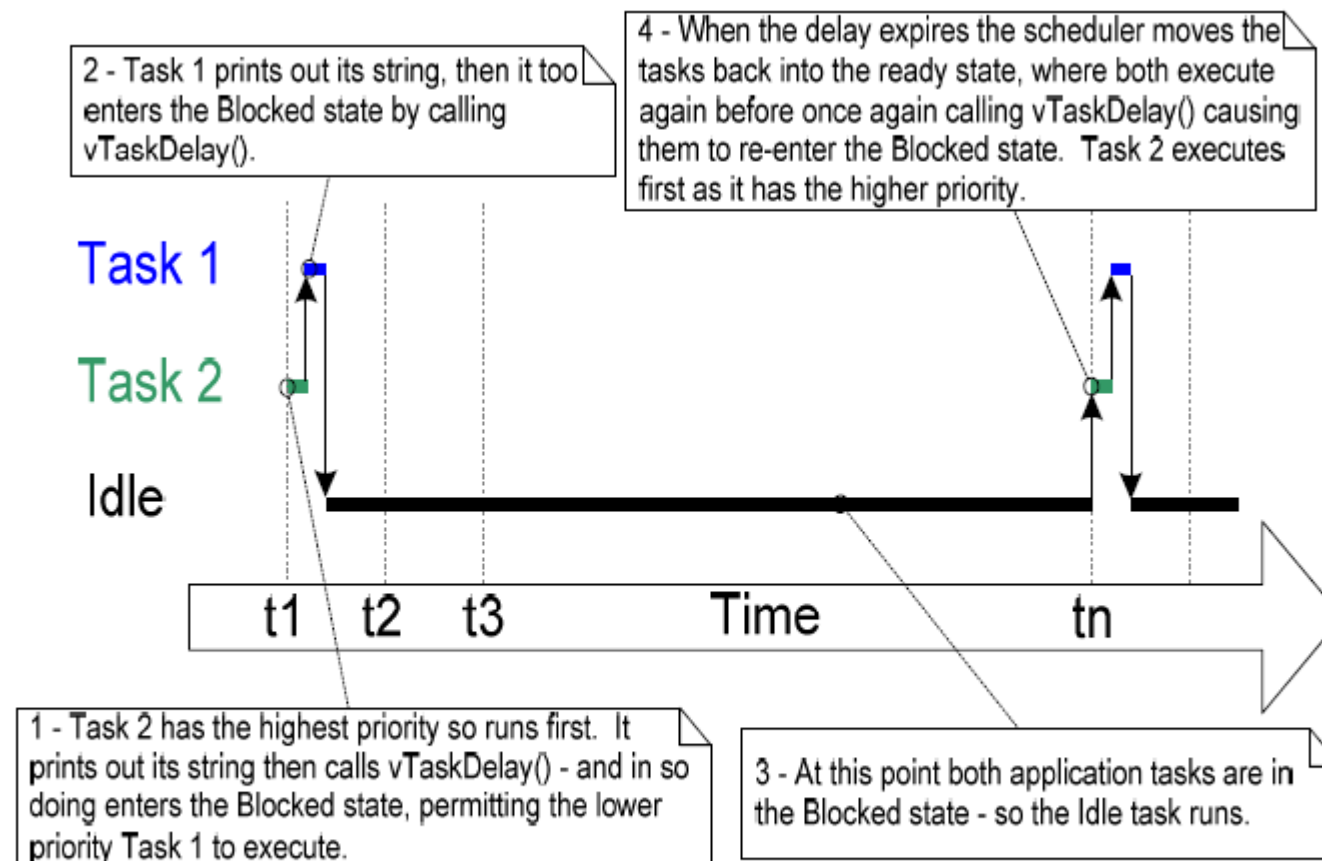 2 - Task 1 prints out its string, then it too
enters the Blocked state by calling
vTaskDelay().
4 - When the delay expires the scheduler moves the
tasks back into the ready state, where both execute
again before once again calling vTaskDelay() causing
them to re-enter the Blocked state. Task 2 executes
first as it has the higher priority.
Task 1
Task 2
Idle
t1 t2 t3 Time tn
1 - Task 2 has the highest priority so runs first. It
prints out its string then calls vTaskDelay() - and in so
doing enters the Blocked state, permitting the lower
priority Task 1 to execute.
3 - At this point both application tasks are in
the Blocked state - so the Idle task runs.